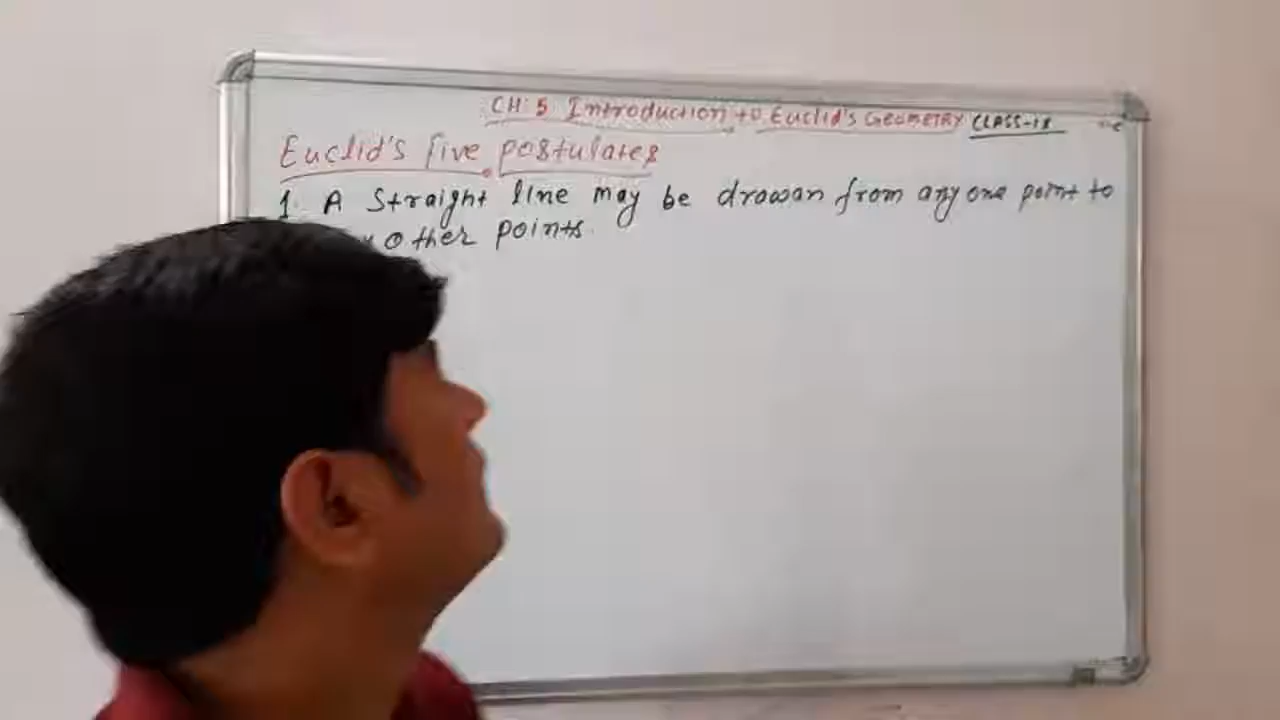 CH: 5 Introduction to Euclid's GEOMETRY CLASS-IX
Euclid's five postulates
1. A Straight line may be drawan from any one point to
other points.